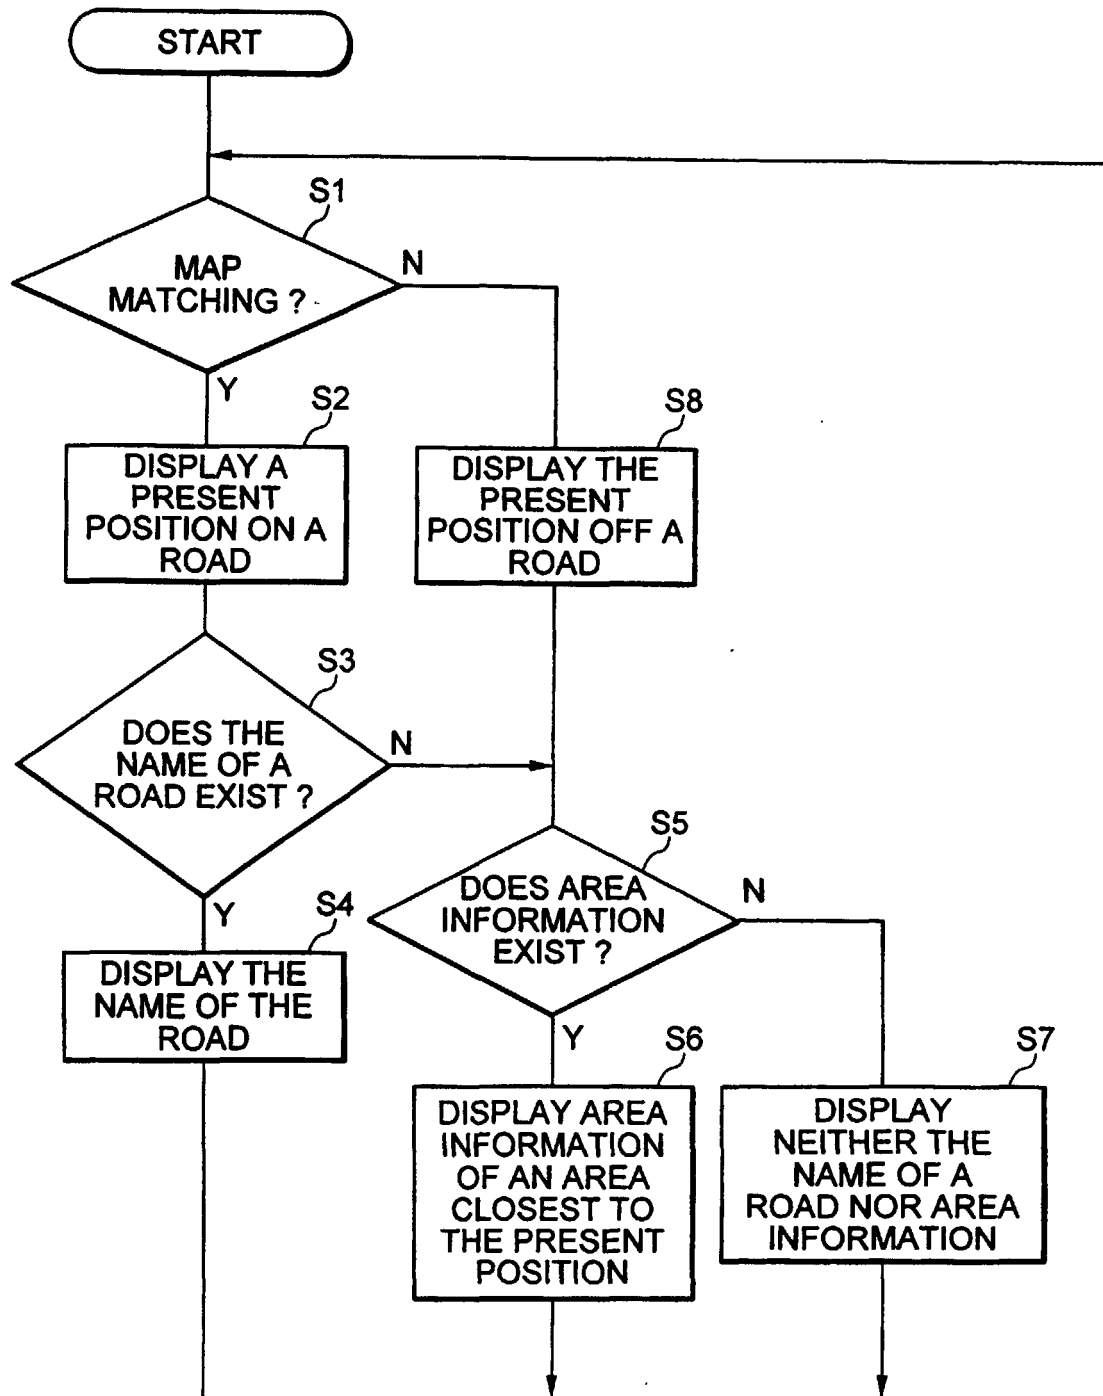 START
S1
MAP
MATCHING ?
N
Y
S2
DISPLAY A
PRESENT
POSITION ON A
ROAD
S8
DISPLAY THE
PRESENT
POSITION OFF A
ROAD
S3
DOES THE
NAME OF A
ROAD EXIST ?
N
Y
S4
DISPLAY THE
NAME OF THE
ROAD
S5
DOES AREA
INFORMATION
EXIST ?
N
Y
S6
DISPLAY AREA
INFORMATION
OF AN AREA
CLOSEST TO
THE PRESENT
POSITION
S7
DISPLAY
NEITHER THE
NAME OF A
ROAD NOR AREA
INFORMATION